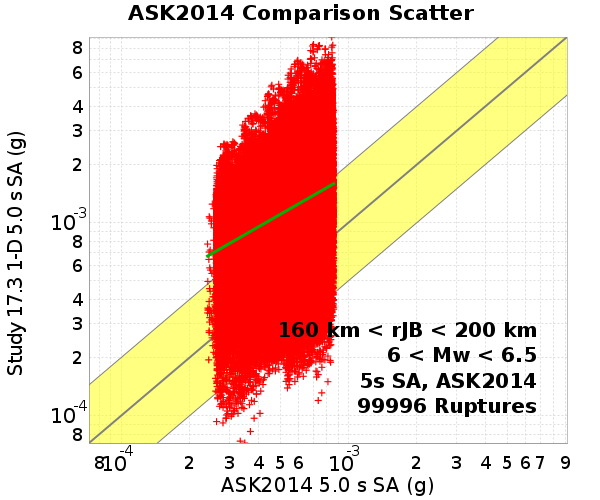 ASK2014 Comparison Scatter
Study 17.3 1-D 5.0 s SA (g)
8
6
4
3
2
10-3
8
6
4
3
2
10-4
8
160 km < rJB < 200 km
6 < Mw < 6.5
5s SA, ASK2014
99996 Ruptures
8 10-4 2 3 4 5 6 10-3 2 3 4 5 6 7 9
ASK2014 5.0 s SA (g)